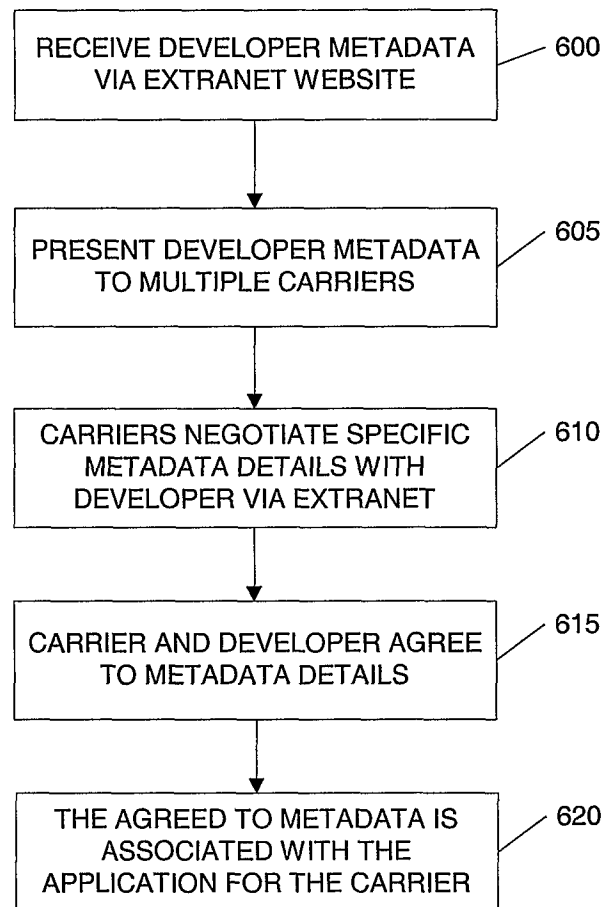 RECEIVE DEVELOPER METADATA
VIA EXTRANET WEBSITE
600
PRESENT DEVELOPER METADATA
TO MULTIPLE CARRIERS
605
CARRIERS NEGOTIATE SPECIFIC
METADATA DETAILS WITH
DEVELOPER VIA EXTRANET
610
CARRIER AND DEVELOPER AGREE
TO METADATA DETAILS
615
THE AGREED TO METADATA IS
ASSOCIATED WITH THE
APPLICATION FOR THE CARRIER
620